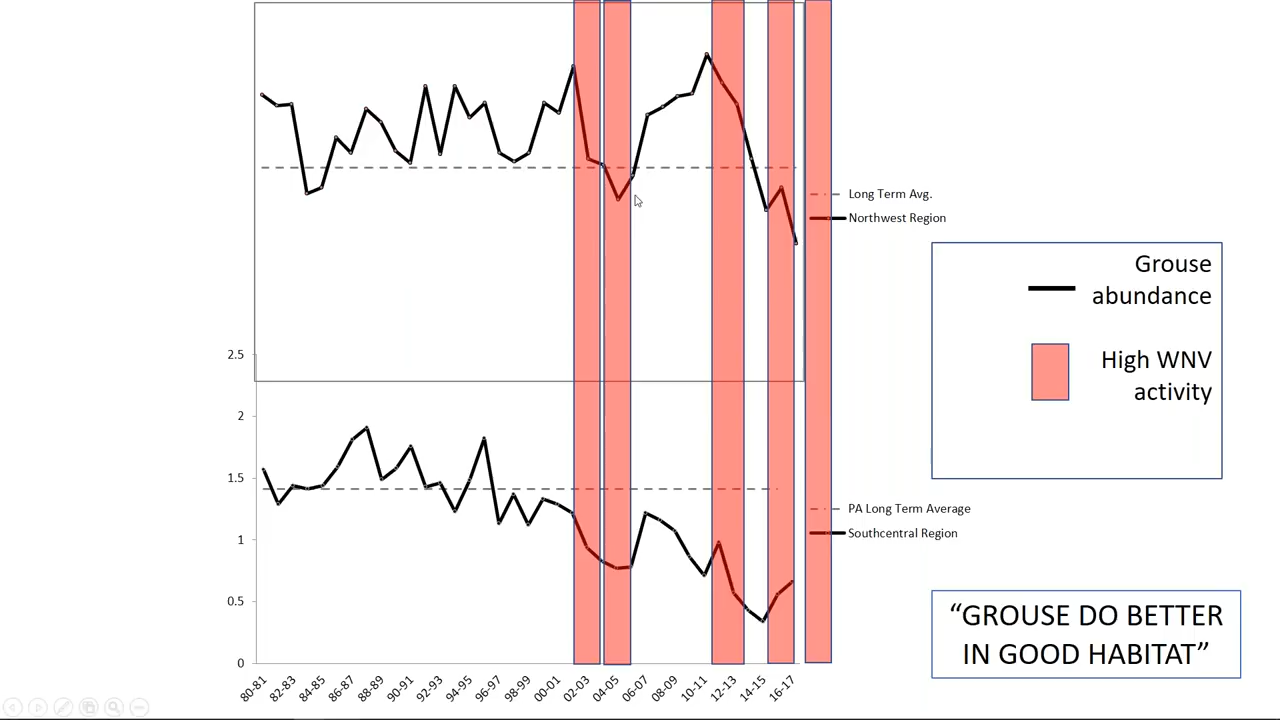 Long Term Avg.
Northwest Region
Grouse
abundance
High WNV
activity
2.5
2
1.5
1
0.5
0
PA Long Term Average
Southcentral Region
"GROUSE DO BETTER
IN GOOD HABITAT"
80-81
82-83
84-85
86-87
88-89
90-91
92-93
94-95
96-97
98-99
00-01
02-03
04-05
06-07
08-09
10-11
12-13
14-15
16-17